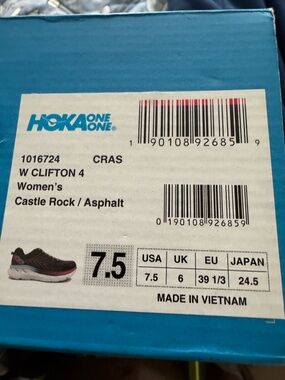 HOKA ONE ONE®
1 90108 92685 9
1016724 CRAS
W CLIFTON 4
Women's
Castle Rock / Asphalt
0 190108 926859
7.5
USA UK EU JAPAN
7.5 6 39 1/3 24.5
MADE IN VIETNAM